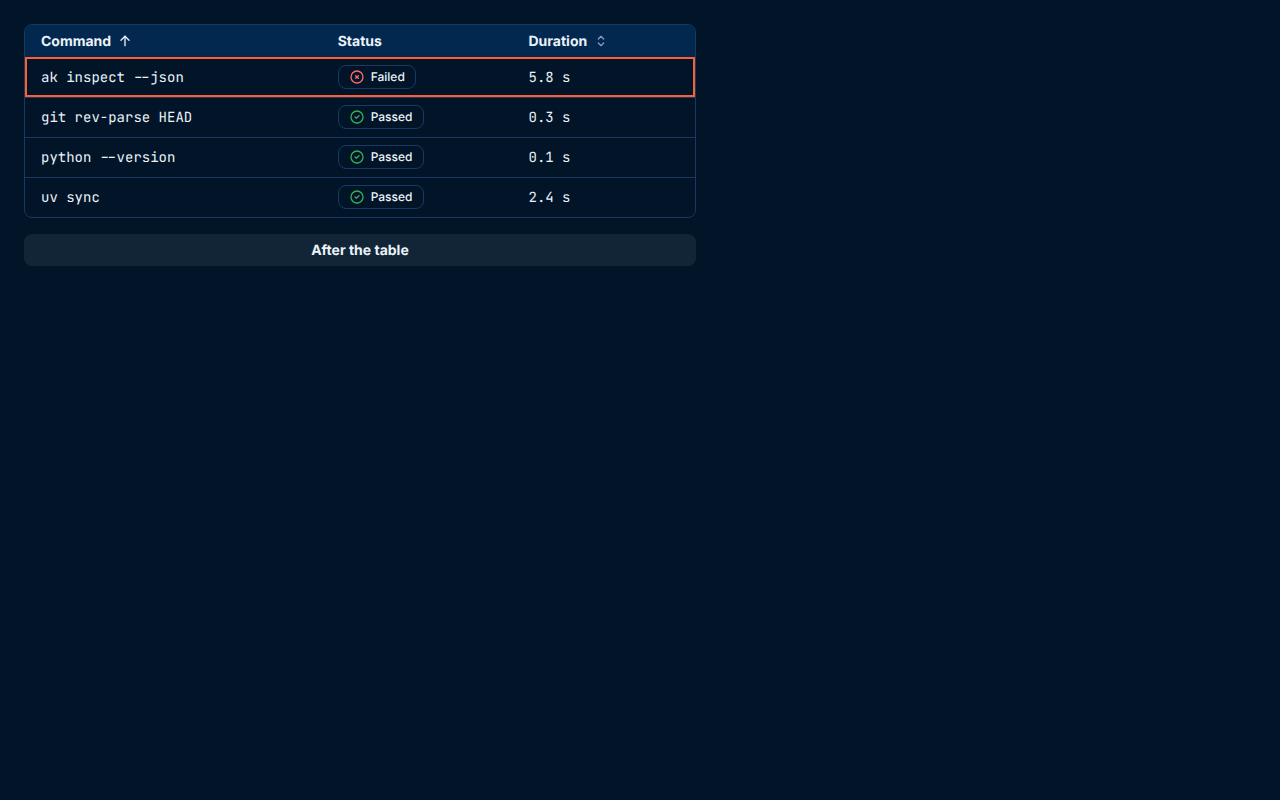 Command Status Duration
ak inspect --json Failed 5.8 s
git rev-parse HEAD Passed 0.3 s
python --version Passed 0.1 s
uv sync Passed 2.4 s
After the table